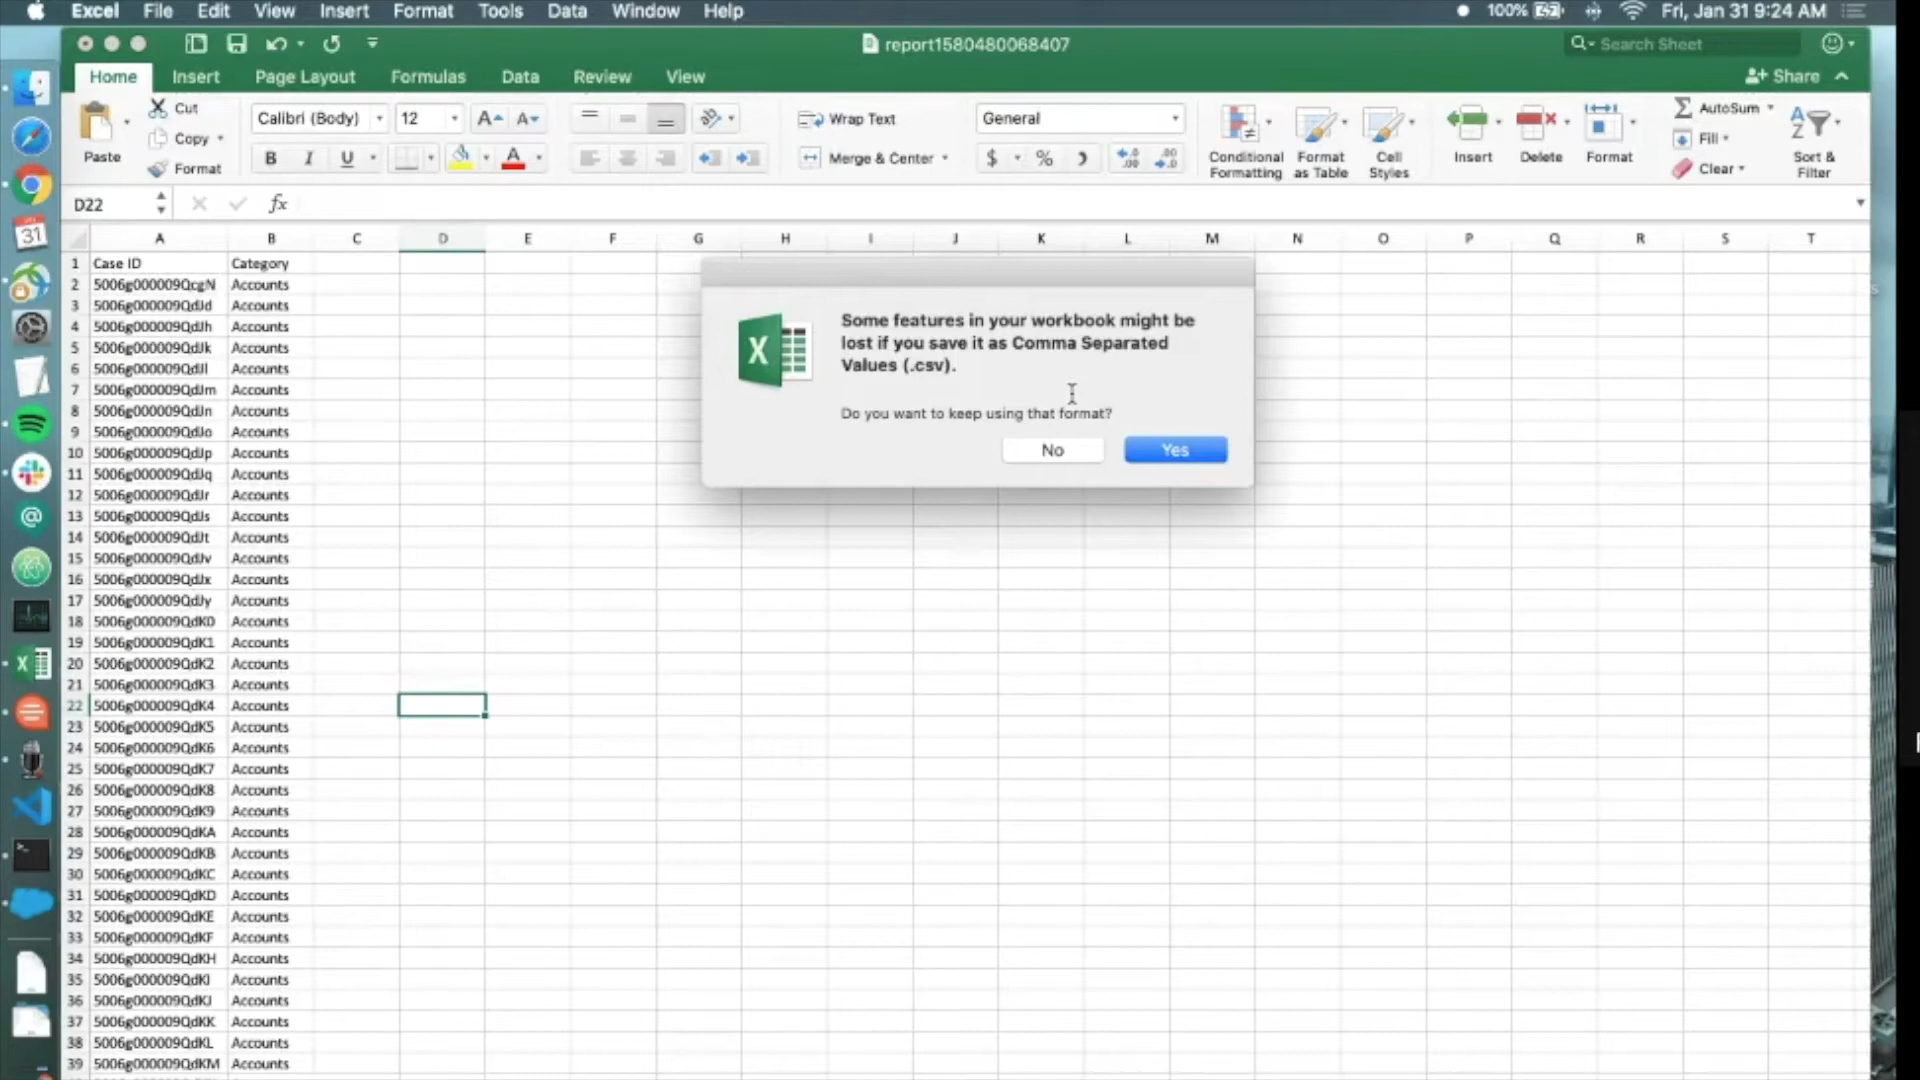 Excel File Edit View Insert Format Tools Data Window Help 100% Fri, Jan 31 9:24 AM
report1580480068407 Search Sheet
Home Insert Page Layout Formulas Data Review View Share
Paste Cut Calibri (Body) 12 Wrap Text General AutoSum
Copy Fill
Format B I U Merge & Center $ % Conditional Formatting Format as Table Cell Styles Insert Delete Format Clear Sort & Filter
D22 fx
A B C D E F G H I J K L M N O P Q R S T
1 Case ID Category
2 5006g000009QcgN Accounts
3 5006g000009QdJd Accounts
4 5006g000009QdJh Accounts
5 5006g000009QdJk Accounts
6 5006g000009QdJl Accounts
7 5006g000009QdJm Accounts
8 5006g000009QdJn Accounts
9 5006g000009QdJo Accounts
10 5006g000009QdJp Accounts
11 5006g000009QdJq Accounts
12 5006g000009QdJr Accounts
13 5006g000009QdJs Accounts
14 5006g000009QdJt Accounts
15 5006g000009QdJv Accounts
16 5006g000009QdJx Accounts
17 5006g000009QdJy Accounts
18 5006g000009QdK0 Accounts
19 5006g000009QdK1 Accounts
20 5006g000009QdK2 Accounts
21 5006g000009QdK3 Accounts
22 5006g000009QdK4 Accounts
23 5006g000009QdK5 Accounts
24 5006g000009QdK6 Accounts
25 5006g000009QdK7 Accounts
26 5006g000009QdK8 Accounts
27 5006g000009QdK9 Accounts
28 5006g000009QdKA Accounts
29 5006g000009QdKB Accounts
30 5006g000009QdKC Accounts
31 5006g000009QdKD Accounts
32 5006g000009QdKE Accounts
33 5006g000009QdKF Accounts
34 5006g000009QdKH Accounts
35 5006g000009QdKI Accounts
36 5006g000009QdKJ Accounts
37 5006g000009QdKK Accounts
38 5006g000009QdKL Accounts
39 5006g000009QdKM Accounts
Some features in your workbook might be
lost if you save it as Comma Separated
Values (.csv).
Do you want to keep using that format?
No Yes
31